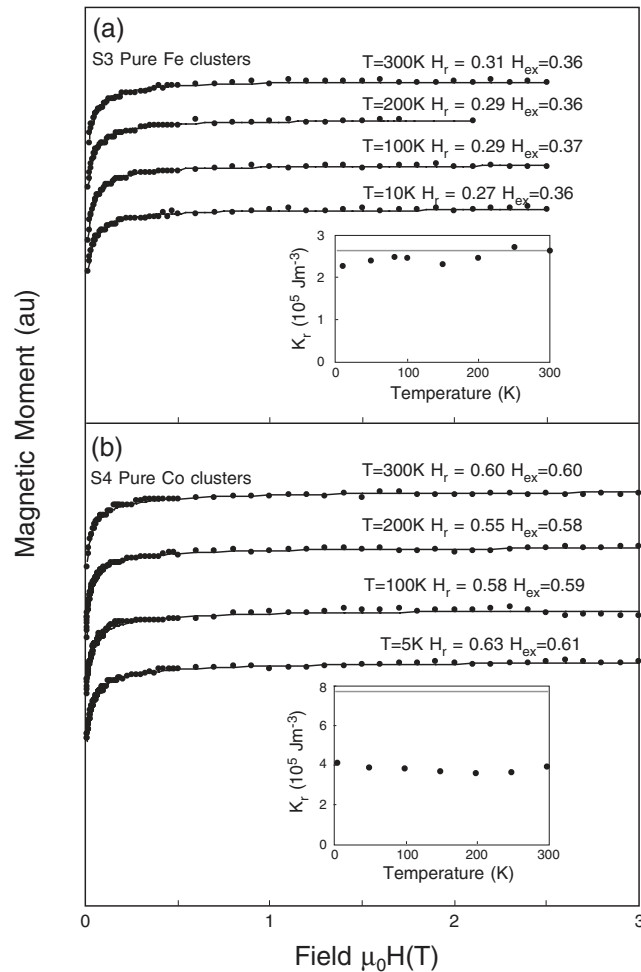 (a)
S3 Pure Fe clusters
T=300K H_r = 0.31 H_ex=0.36
T=200K H_r = 0.29 H_ex=0.36
T=100K H_r = 0.29 H_ex=0.37
T=10K H_r = 0.27 H_ex=0.36
3
2
1
0
K_r (10^5 Jm^-3)
0 100 200 300
Temperature (K)
Magnetic Moment (au)
(b)
S4 Pure Co clusters
T=300K H_r = 0.60 H_ex=0.60
T=200K H_r = 0.55 H_ex=0.58
T=100K H_r = 0.58 H_ex=0.59
T=5K H_r = 0.63 H_ex=0.61
8
6
4
2
0
K_r (10^5 Jm^-3)
0 100 200 300
Temperature (K)
0 1 2 3
Field μ_0H(T)